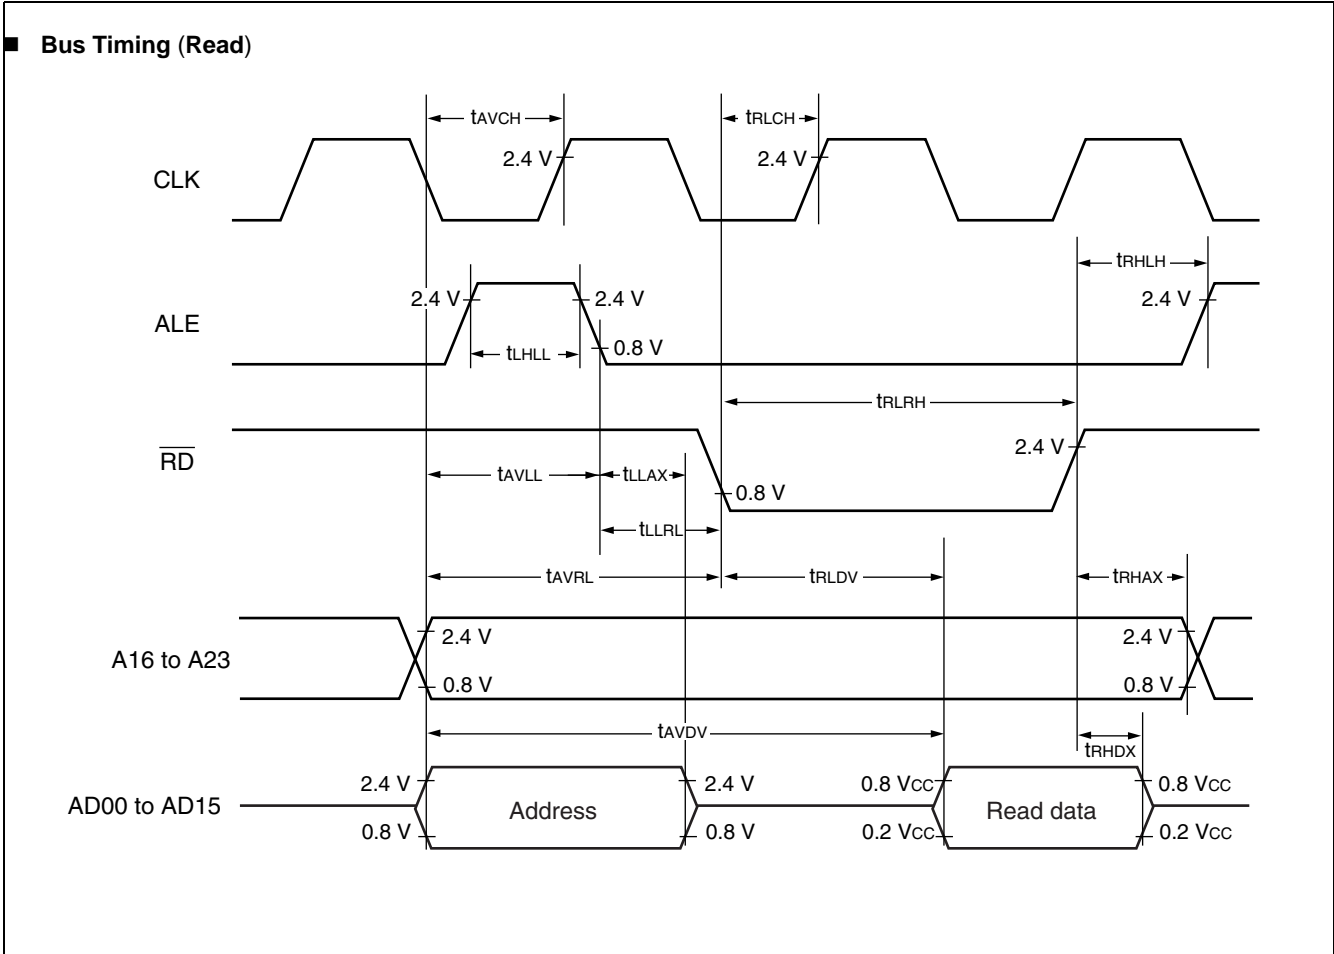 ■ Bus Timing (Read)
tAVCH
tRLCH
2.4 V
2.4 V
CLK
tRHLH
2.4 V
2.4 V
2.4 V
ALE
0.8 V
tLHLL
tRLRH
2.4 V
RD
tAVLL
tLLAX
0.8 V
tLLRL
tAVRL
tRLDV
tRHAX
2.4 V
2.4 V
A16 to A23
0.8 V
0.8 V
tAVDV
tRHDX
2.4 V
2.4 V
0.8 VCC
0.8 VCC
AD00 to AD15
Address
Read data
0.8 V
0.8 V
0.2 VCC
0.2 VCC